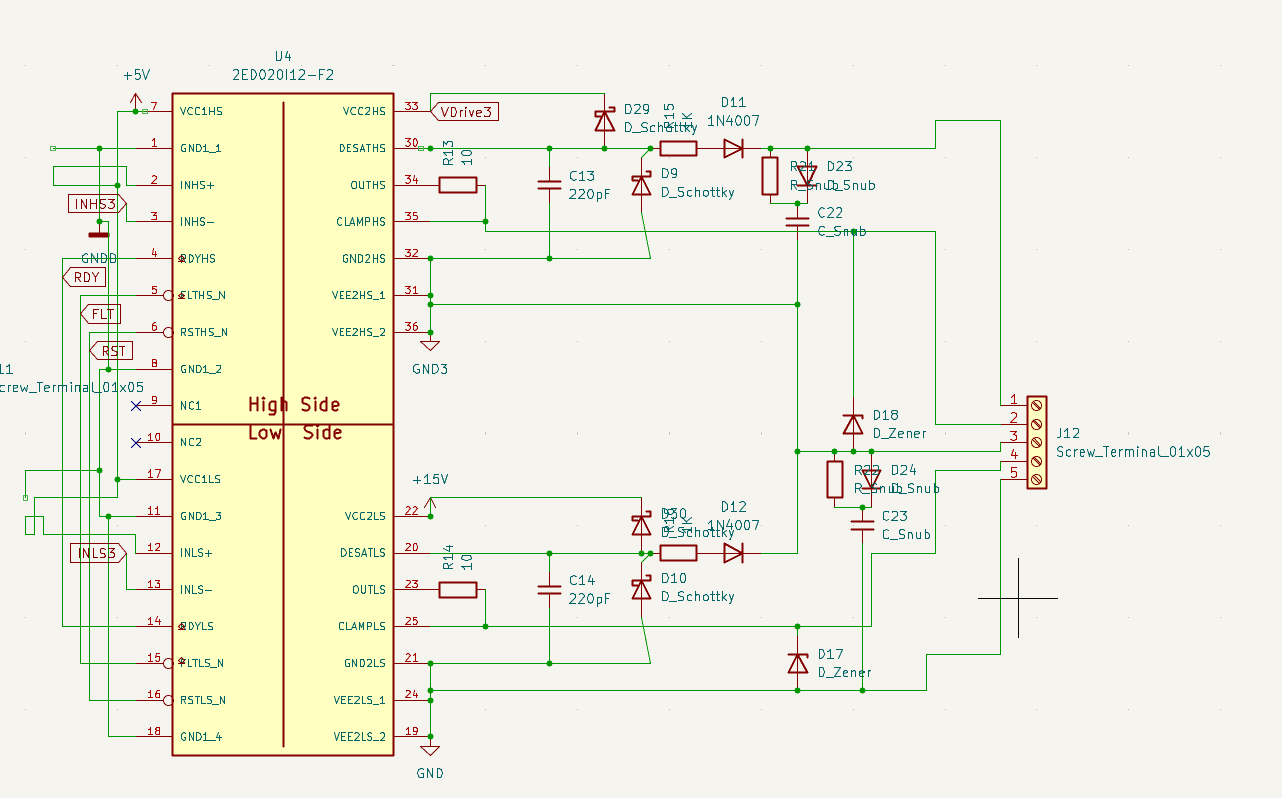 U4
2ED020I12-F2
+5V
7
VCC1HS
VCC2HS
33
VDrive3
D29
D_Schottky
R15
1K
D11
1N4007
1
GND1_1
DESATHS
30
R13
10
2
INHS+
OUTHS
34
C13
220pF
D9
D_Schottky
R21
R_Snub
D23
D_Snub
INHS3
3
INHS-
CLAMPHS
35
C22
C_Snub
GNDD
4
RDYHS
GND2HS
32
RDY
5
FLTHS_N
VEE2HS_1
31
FLT
6
RSTHS_N
VEE2HS_2
36
RST
8
GND1_2
GND3
crew_Terminal_01x05
9
NC1
High Side
Low Side
10
NC2
D18
D_Zener
1
2
3
4
5
J12
Screw_Terminal_01x05
17
VCC1LS
+15V
R22
R_Snub
D24
D_Snub
11
GND1_3
VCC2LS
22
D30
D_Schottky
R16
1K
D12
1N4007
C23
C_Snub
INLS3
12
INLS+
DESATLS
20
R14
10
13
INLS-
OUTLS
23
C14
220pF
D10
D_Schottky
14
RDYLS
CLAMPLS
25
15
FLTLS_N
GND2LS
21
D17
D_Zener
16
RSTLS_N
VEE2LS_1
24
18
GND1_4
VEE2LS_2
19
GND